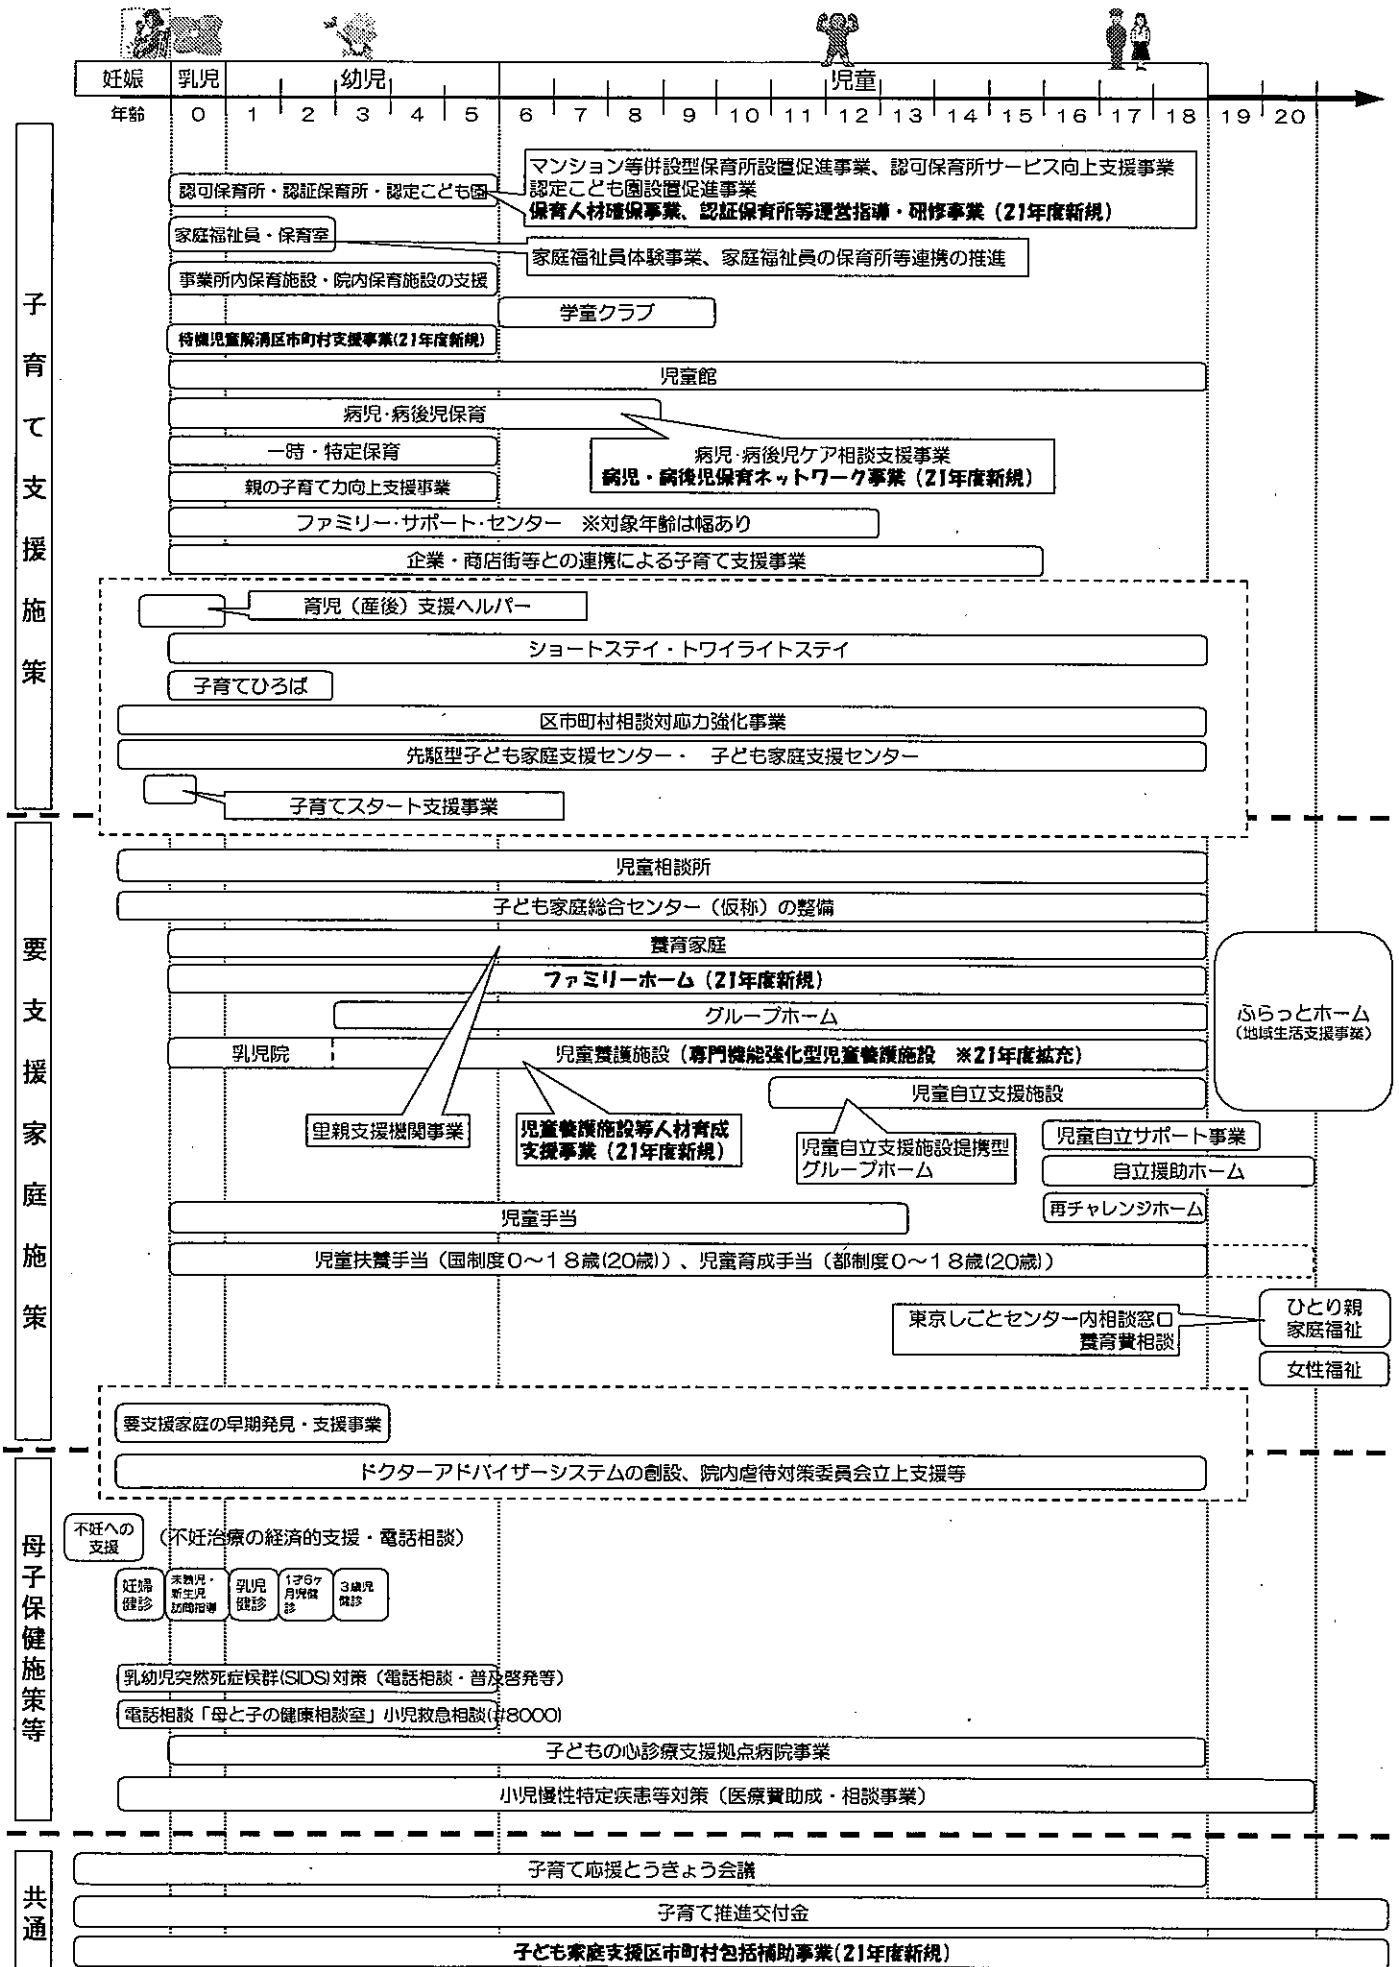 妊娠 乳児 幼児 児童
年齢 0 1 2 3 4 5 6 7 8 9 10 11 12 13 14 15 16 17 18 19 20
子育て支援施策
認可保育所・認証保育所・認定こども園
マンション等併設型保育所設置促進事業、認可保育所サービス向上支援事業
認定こども園設置促進事業
保育人材確保事業、認証保育所等運営指導・研修事業（21年度新規）
家庭福祉員・保育室
家庭福祉員体験事業、家庭福祉員の保育所等連携の推進
事業所内保育施設・院内保育施設の支援
学童クラブ
待機児童解消区市町村支援事業(21年度新規)
児童館
病児・病後児保育
一時・特定保育
病児・病後児ケア相談支援事業
病児・病後児保育ネットワーク事業（21年度新規）
親の子育て力向上支援事業
ファミリー・サポート・センター　※対象年齢は幅あり
企業・商店街等との連携による子育て支援事業
育児（産後）支援ヘルパー
ショートステイ・トワイライトステイ
子育てひろば
区市町村相談対応力強化事業
先駆型子ども家庭支援センター・　子ども家庭支援センター
子育てスタート支援事業
要支援家庭施策
児童相談所
子ども家庭総合センター（仮称）の整備
養育家庭
ファミリーホーム（21年度新規）
グループホーム
ふらっとホーム
（地域生活支援事業）
乳児院
児童養護施設（専門機能強化型児童養護施設　※21年度拡充）
児童自立支援施設
里親支援機関事業
児童養護施設等人材育成
支援事業（21年度新規）
児童自立支援施設提携型
グループホーム
児童自立サポート事業
自立援助ホーム
再チャレンジホーム
児童手当
児童扶養手当（国制度０～１８歳(20歳)）、児童育成手当（都制度０～１８歳(20歳)）
東京しごとセンター内相談窓口
養育費相談
ひとり親
家庭福祉
女性福祉
要支援家庭の早期発見・支援事業
ドクターアドバイザーシステムの創設、院内虐待対策委員会立上支援等
母子保健施策等
不妊への
支援
（不妊治療の経済的支援・電話相談）
妊婦
健診
未熟児・
新生児
訪問指導
乳児
健診
1才6ケ
月児健
診
3歳児
健診
乳幼児突然死症候群(SIDS)対策（電話相談・普及啓発等）
電話相談「母と子の健康相談室」小児救急相談(#8000)
子どもの心診療支援拠点病院事業
小児慢性特定疾患等対策（医療費助成・相談事業）
共通
子育て応援とうきょう会議
子育て推進交付金
子ども家庭支援区市町村包括補助事業(21年度新規)